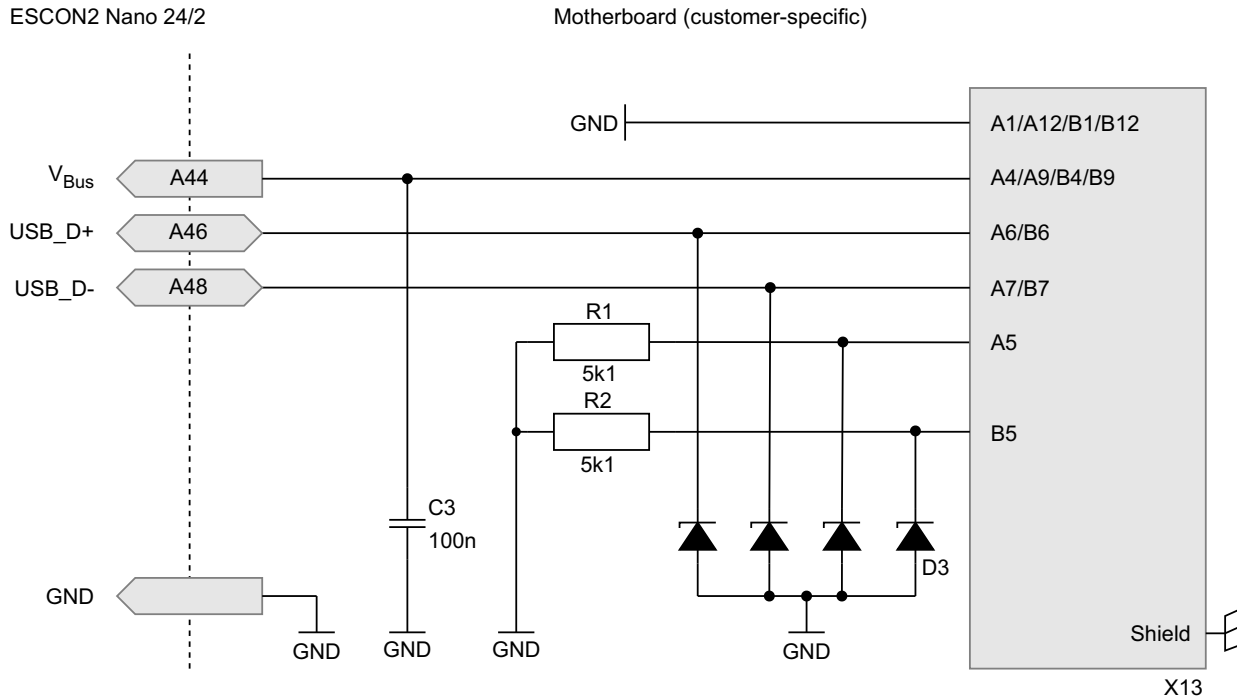 ESCON2 Nano 24/2
Motherboard (customer-specific)
GND
A1/A12/B1/B12
VBus
A44
A4/A9/B4/B9
USB_D+
A46
A6/B6
USB_D-
A48
A7/B7
R1
A5
5k1
R2
B5
5k1
C3
100n
D3
GND
GND
GND
GND
GND
Shield
X13